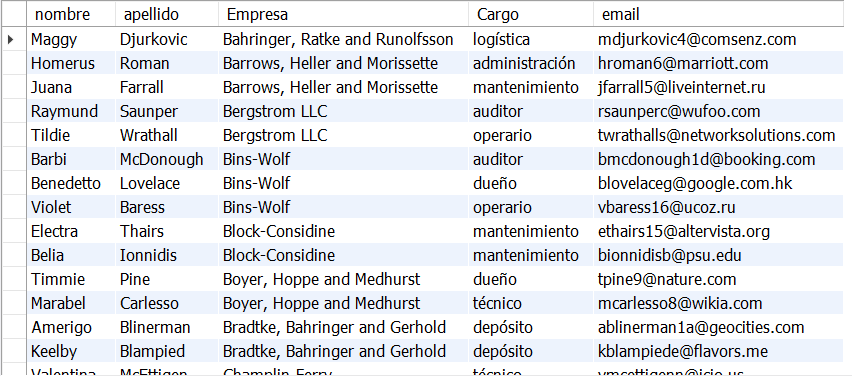 nombre apellido Empresa Cargo email
Maggy Djurkovic Bahringer, Ratke and Runolfsson logística mdjurkovic4@comsenz.com
Homerus Roman Barrows, Heller and Morissette administración hroman6@marriott.com
Juana Farrall Barrows, Heller and Morissette mantenimiento jfarrall5@liveinternet.ru
Raymund Saunper Bergstrom LLC auditor rsaunperc@wufoo.com
Tildie Wrathall Bergstrom LLC operario twrathalls@networksolutions.com
Barbi McDonough Bins-Wolf auditor bmcdonough1d@booking.com
Benedetto Lovelace Bins-Wolf dueño blovelaceg@google.com.hk
Violet Baress Bins-Wolf operario vbaress16@ucoz.ru
Electra Thairs Block-Considine mantenimiento ethairs15@altervista.org
Belia Ionnidis Block-Considine mantenimiento bionnidisb@psu.edu
Timmie Pine Boyer, Hoppe and Medhurst dueño tpine9@nature.com
Marabel Carlesso Boyer, Hoppe and Medhurst técnico mcarlesso8@wikia.com
Amerigo Blinerman Bradtke, Bahringer and Gerhold depósito ablinerman1a@geocities.com
Keelby Blampied Bradtke, Bahringer and Gerhold depósito kblampiede@flavors.me
Valentina McEttigen Champlin-Ferry técnico vmcettigenn@icio.us